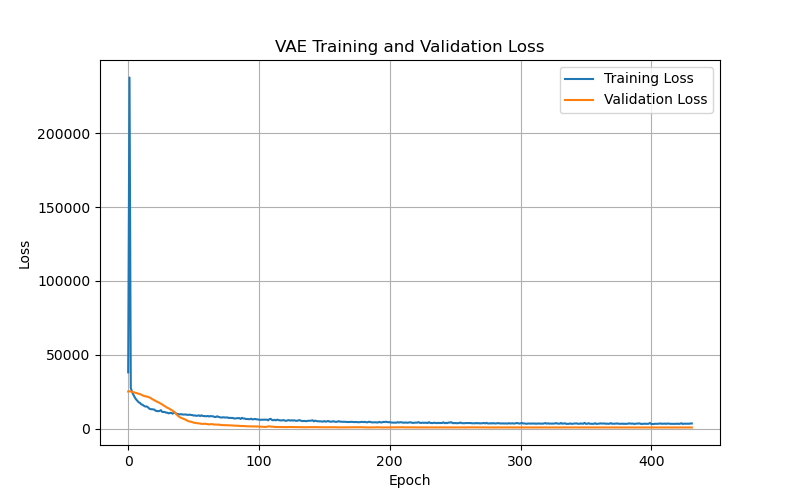 VAE Training and Validation Loss
Training Loss
Validation Loss
200000
150000
100000
50000
0
Loss
0 100 200 300 400
Epoch